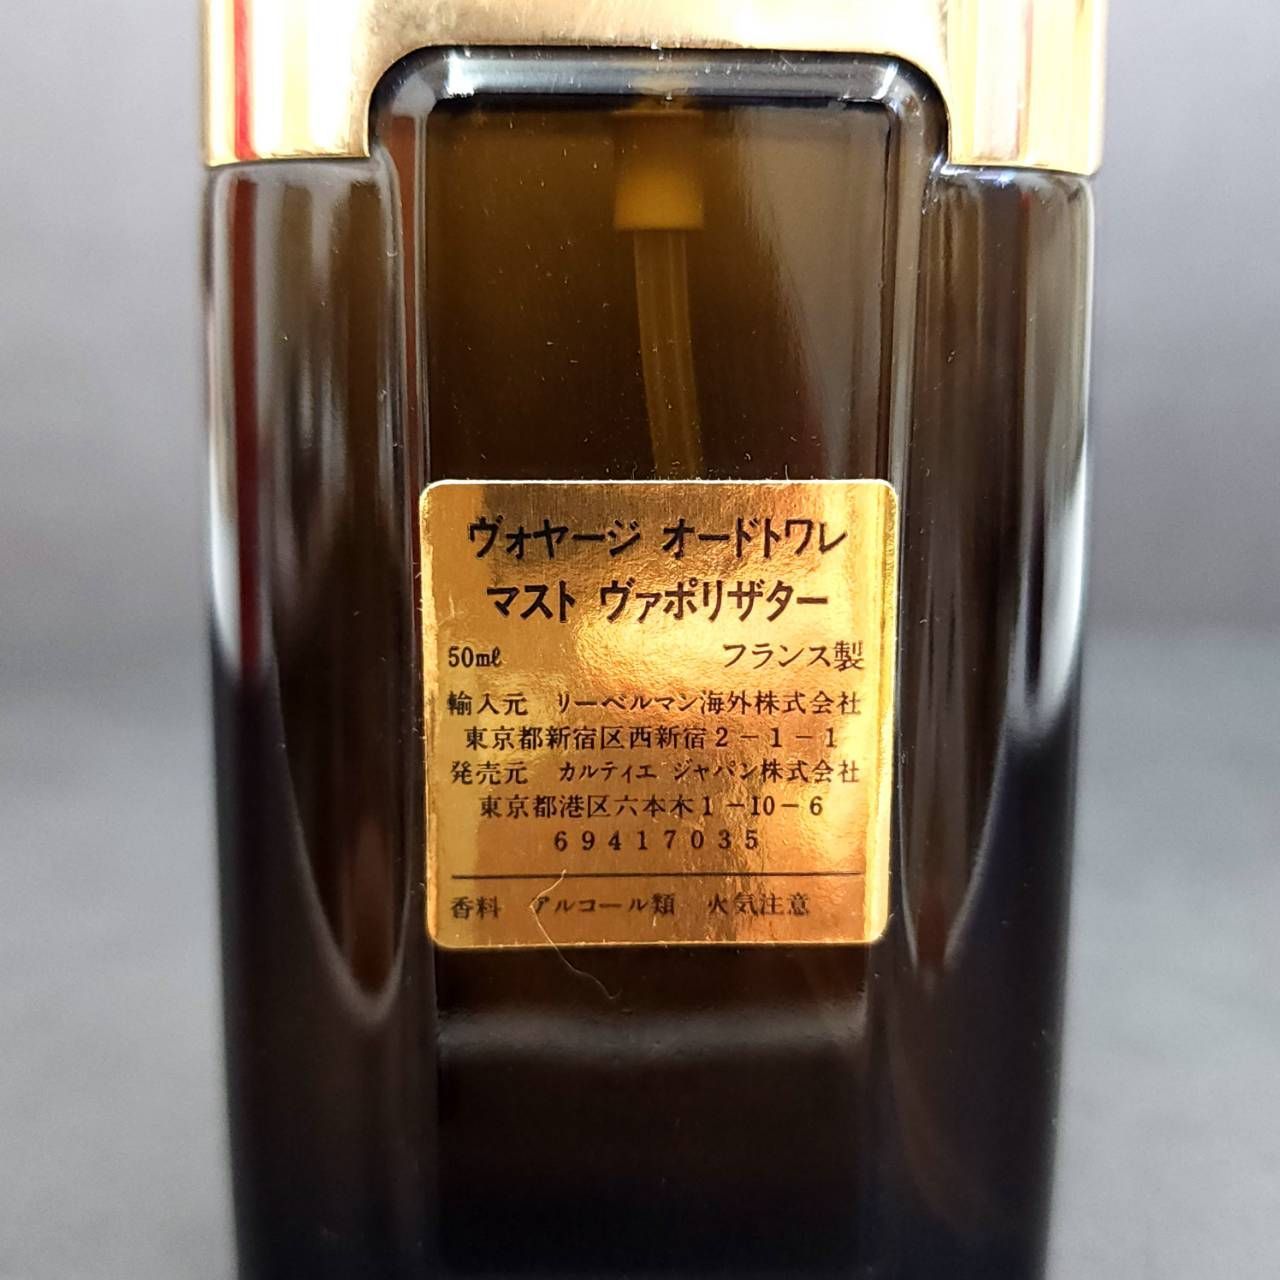 ヴォヤージ オードトワレ
マスト ヴァポリザター
50mℓ フランス製
輸入元 リーベルマン海外株式会社
東京都新宿区西新宿2-1-1
発売元 カルティエ ジャパン株式会社
東京都港区六本木1-10-6
69417035
香料 アルコール類 火気注意